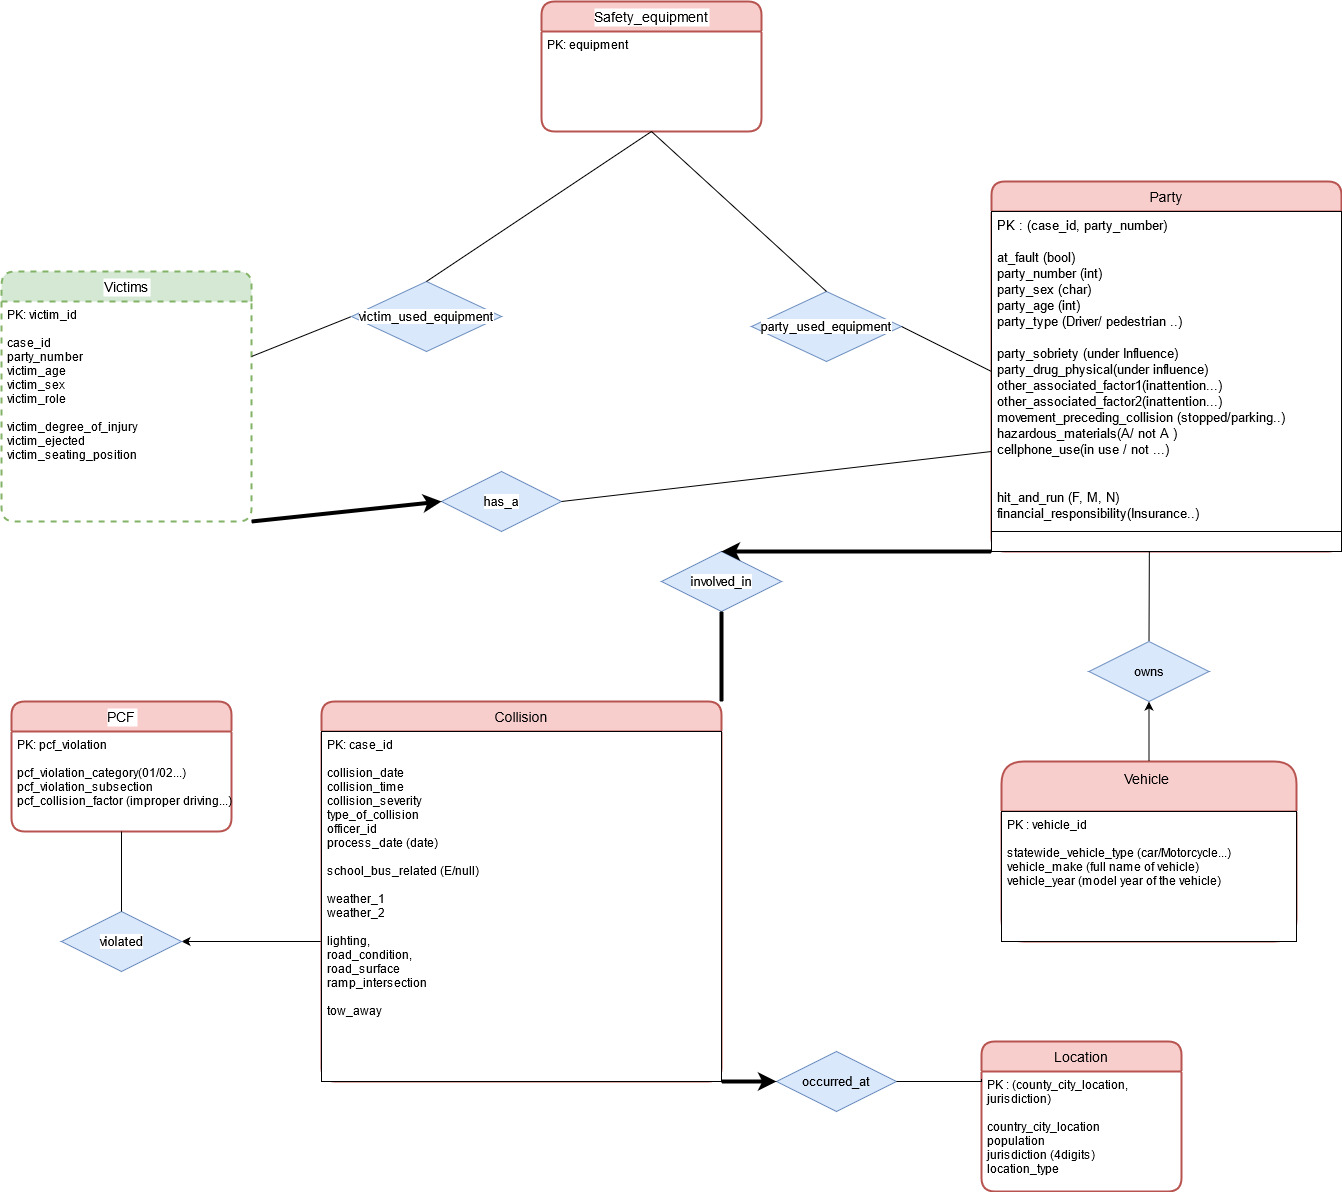 Safety_equipment
PK: equipment
Party
PK : (case_id, party_number)
at_fault (bool)
party_number (int)
party_sex (char)
party_age (int)
party_type (Driver/ pedestrian ..)
party_sobriety (under Influence)
party_drug_physical(under influence)
other_associated_factor1(inattention...)
other_associated_factor2(inattention...)
movement_preceding_collision (stopped/parking..)
hazardous_materials(A/ not A )
cellphone_use(in use / not ...)
hit_and_run (F, M, N)
financial_responsibility(Insurance..)
Victims
PK: victim_id
case_id
party_number
victim_age
victim_sex
victim_role
victim_degree_of_injury
victim_ejected
victim_seating_position
victim_used_equipment
party_used_equipment
has_a
involved_in
owns
PCF
PK: pcf_violation
pcf_violation_category(01/02...)
pcf_violation_subsection
pcf_collision_factor (improper driving...)
Collision
PK: case_id
collision_date
collision_time
collision_severity
type_of_collision
officer_id
process_date (date)
school_bus_related (E/null)
weather_1
weather_2
lighting,
road_condition,
road_surface
ramp_intersection
tow_away
Vehicle
PK : vehicle_id
statewide_vehicle_type (car/Motorcycle...)
vehicle_make (full name of vehicle)
vehicle_year (model year of the vehicle)
violated
occurred_at
Location
PK : (county_city_location,
jurisdiction)
country_city_location
population
jurisdiction (4digits)
location_type